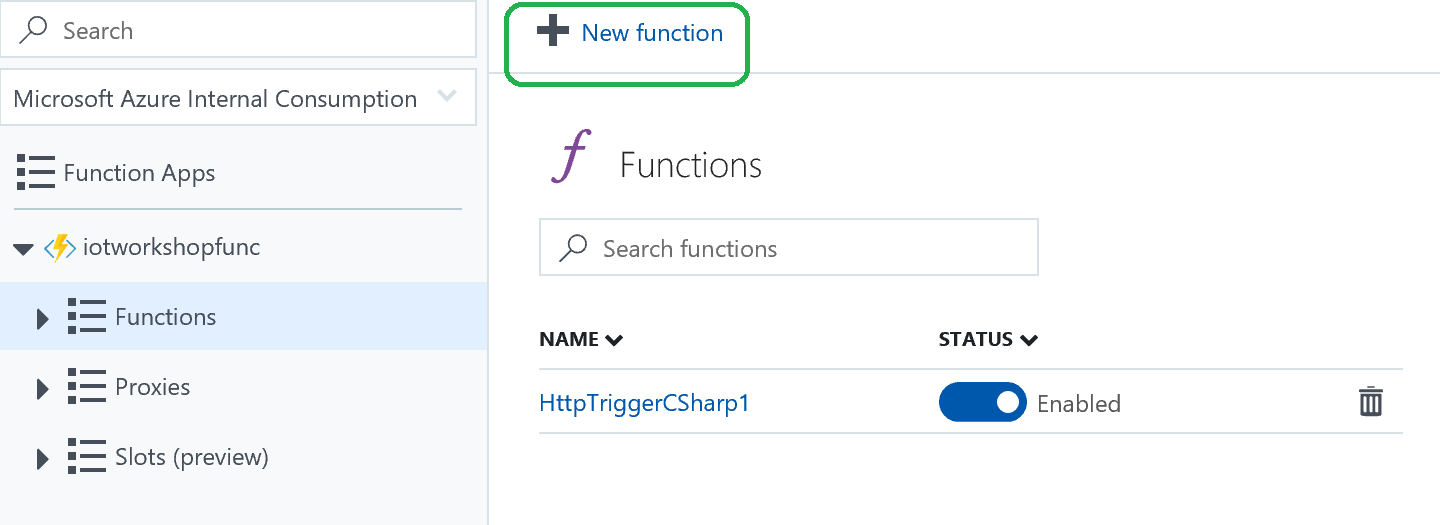 Search
Microsoft Azure Internal Consumption
Function Apps
iotworkshopfunc
Functions
Proxies
Slots (preview)
New function
Functions
Search functions
NAME STATUS
HttpTriggerCSharp1 Enabled